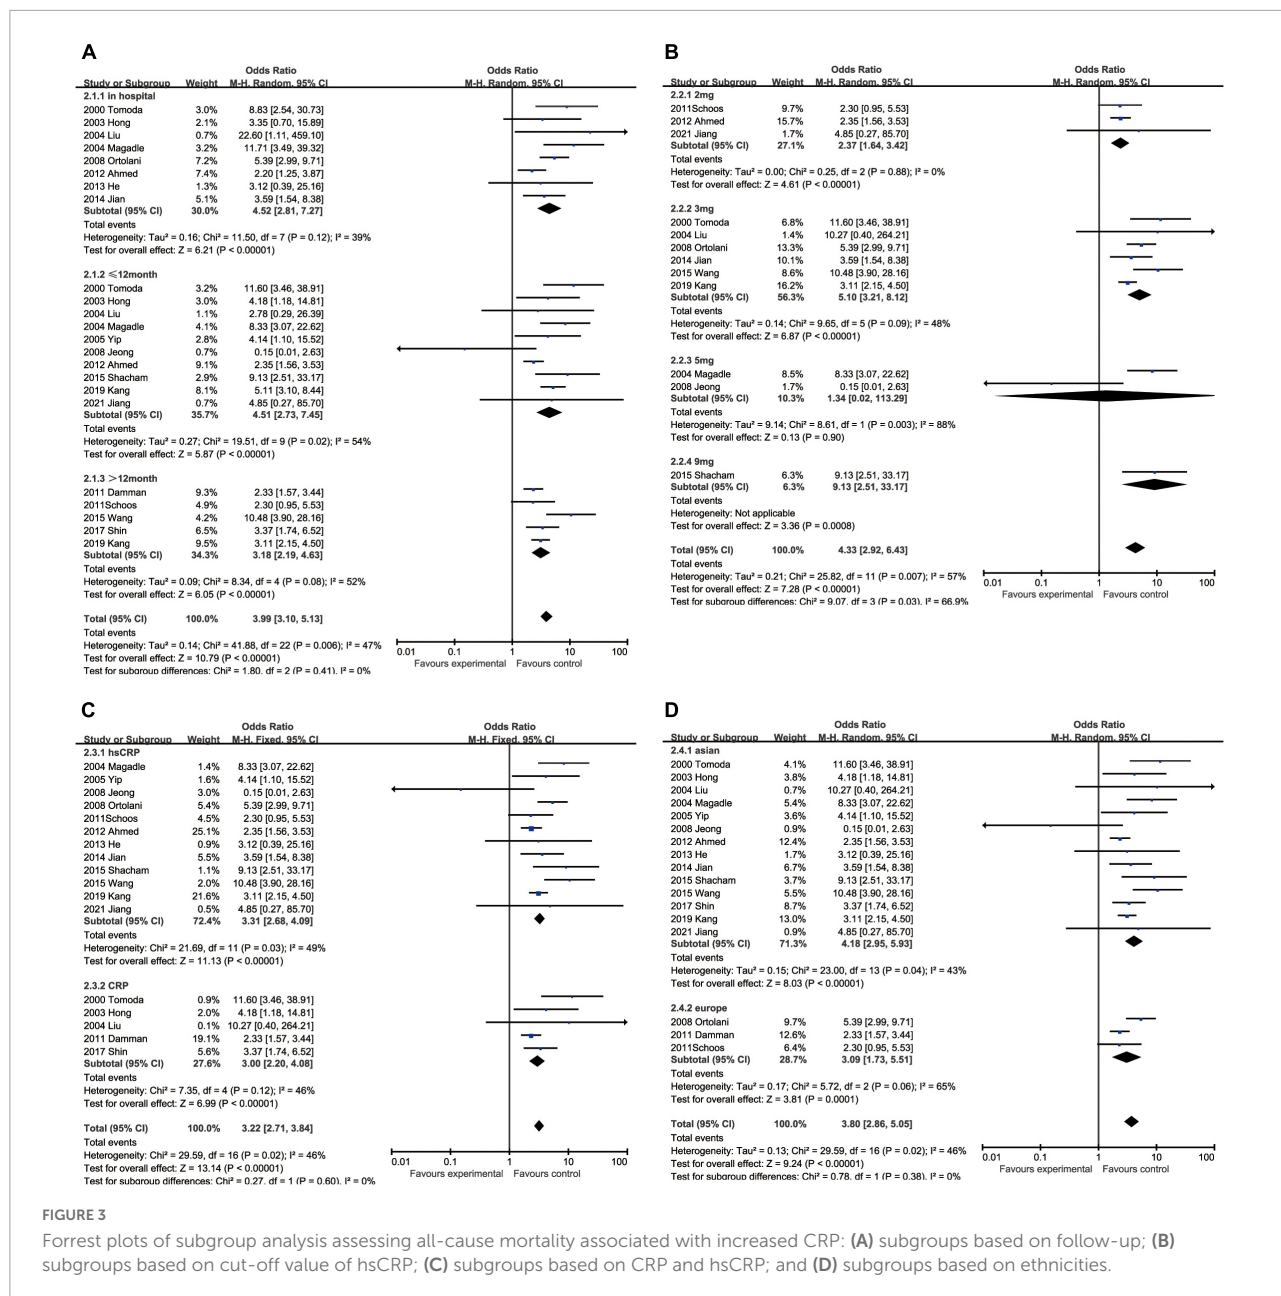 A
Odds Ratio Odds Ratio
Study or Subgroup Weight M-H. Random. 95% CI M-H. Random. 95% CI
2.1.1 in hospital
2000 Tomoda 3.0% 8.83 [2.54, 30.73]
2003 Hong 2.1% 3.35 [0.70, 15.89]
2004 Liu 0.7% 22.60 [1.11, 459.10]
2004 Magadle 3.2% 11.71 [3.49, 39.32]
2008 Ortolani 7.2% 5.39 [2.99, 9.71]
2012 Ahmed 7.4% 2.20 [1.25, 3.87]
2013 He 1.3% 3.12 [0.39, 25.16]
2014 Jian 5.1% 3.59 [1.54, 8.38]
Subtotal (95% CI) 30.0% 4.52 [2.81, 7.27]
Total events
Heterogeneity: Tau² = 0.16; Chi² = 11.50, df = 7 (P = 0.12); I² = 39%
Test for overall effect: Z = 6.21 (P < 0.00001)
2.1.2 ≤12month
2000 Tomoda 3.2% 11.60 [3.46, 38.91]
2003 Hong 3.0% 4.18 [1.18, 14.81]
2004 Liu 1.1% 2.78 [0.29, 26.39]
2004 Magadle 4.1% 8.33 [3.07, 22.62]
2005 Yip 2.8% 4.14 [1.10, 15.52]
2008 Jeong 0.7% 0.15 [0.01, 2.63]
2012 Ahmed 9.1% 2.35 [1.56, 3.53]
2015 Shacham 2.9% 9.13 [2.51, 33.17]
2019 Kang 8.1% 5.11 [3.10, 8.44]
2021 Jiang 0.7% 4.85 [0.27, 85.70]
Subtotal (95% CI) 35.7% 4.51 [2.73, 7.45]
Total events
Heterogeneity: Tau² = 0.27; Chi² = 19.51, df = 9 (P = 0.02); I² = 54%
Test for overall effect: Z = 5.87 (P < 0.00001)
2.1.3 >12month
2011 Damman 9.3% 2.33 [1.57, 3.44]
2011Schoos 4.9% 2.30 [0.95, 5.53]
2015 Wang 4.2% 10.48 [3.90, 28.16]
2017 Shin 6.5% 3.37 [1.74, 6.52]
2019 Kang 9.5% 3.11 [2.15, 4.50]
Subtotal (95% CI) 34.3% 3.18 [2.19, 4.63]
Total events
Heterogeneity: Tau² = 0.09; Chi² = 8.34, df = 4 (P = 0.08); I² = 52%
Test for overall effect: Z = 6.05 (P < 0.00001)
Total (95% CI) 100.0% 3.99 [3.10, 5.13]
Total events
Heterogeneity: Tau² = 0.14; Chi² = 41.88, df = 22 (P = 0.006); I² = 47%
Test for overall effect: Z = 10.79 (P < 0.00001)
Test for subgroup differences: Chi² = 1.80. df = 2 (P = 0.41). I² = 0%
0.01 0.1 1 10 100
Favours experimental Favours control
B
Odds Ratio Odds Ratio
Study or Subgroup Weight M-H. Random. 95% CI M-H. Random. 95% CI
2.2.1 2mg
2011Schoos 9.7% 2.30 [0.95, 5.53]
2012 Ahmed 15.7% 2.35 [1.56, 3.53]
2021 Jiang 1.7% 4.85 [0.27, 85.70]
Subtotal (95% CI) 27.1% 2.37 [1.64, 3.42]
Total events
Heterogeneity: Tau² = 0.00; Chi² = 0.25, df = 2 (P = 0.88); I² = 0%
Test for overall effect: Z = 4.61 (P < 0.00001)
2.2.2 3mg
2000 Tomoda 6.8% 11.60 [3.46, 38.91]
2004 Liu 1.4% 10.27 [0.40, 264.21]
2008 Ortolani 13.3% 5.39 [2.99, 9.71]
2014 Jian 10.1% 3.59 [1.54, 8.38]
2015 Wang 8.6% 10.48 [3.90, 28.16]
2019 Kang 16.2% 3.11 [2.15, 4.50]
Subtotal (95% CI) 56.3% 5.10 [3.21, 8.12]
Total events
Heterogeneity: Tau² = 0.14; Chi² = 9.65, df = 5 (P = 0.09); I² = 48%
Test for overall effect: Z = 6.87 (P < 0.00001)
2.2.3 5mg
2004 Magadle 8.5% 8.33 [3.07, 22.62]
2008 Jeong 1.7% 0.15 [0.01, 2.63]
Subtotal (95% CI) 10.3% 1.34 [0.02, 113.29]
Total events
Heterogeneity: Tau² = 9.14; Chi² = 8.61, df = 1 (P = 0.003); I² = 88%
Test for overall effect: Z = 0.13 (P = 0.90)
2.2.4 9mg
2015 Shacham 6.3% 9.13 [2.51, 33.17]
Subtotal (95% CI) 6.3% 9.13 [2.51, 33.17]
Total events
Heterogeneity: Not applicable
Test for overall effect: Z = 3.36 (P = 0.0008)
Total (95% CI) 100.0% 4.33 [2.92, 6.43]
Total events
Heterogeneity: Tau² = 0.21; Chi² = 25.82, df = 11 (P = 0.007); I² = 57%
Test for overall effect: Z = 7.28 (P < 0.00001)
Test for subgroup differences: Chi² = 9.07. df = 3 (P = 0.03). I² = 66.9%
0.01 0.1 1 10 100
Favours experimental Favours control
C
Odds Ratio Odds Ratio
Study or Subgroup Weight M-H. Fixed. 95% CI M-H. Fixed. 95% CI
2.3.1 hsCRP
2004 Magadle 1.4% 8.33 [3.07, 22.62]
2005 Yip 1.6% 4.14 [1.10, 15.52]
2008 Jeong 3.0% 0.15 [0.01, 2.63]
2008 Ortolani 5.4% 5.39 [2.99, 9.71]
2011Schoos 4.5% 2.30 [0.95, 5.53]
2012 Ahmed 25.1% 2.35 [1.56, 3.53]
2013 He 0.9% 3.12 [0.39, 25.16]
2014 Jian 5.5% 3.59 [1.54, 8.38]
2015 Shacham 1.1% 9.13 [2.51, 33.17]
2015 Wang 2.0% 10.48 [3.90, 28.16]
2019 Kang 21.6% 3.11 [2.15, 4.50]
2021 Jiang 0.5% 4.85 [0.27, 85.70]
Subtotal (95% CI) 72.4% 3.31 [2.68, 4.09]
Total events
Heterogeneity: Chi² = 21.69, df = 11 (P = 0.03); I² = 49%
Test for overall effect: Z = 11.13 (P < 0.00001)
2.3.2 CRP
2000 Tomoda 0.9% 11.60 [3.46, 38.91]
2003 Hong 2.0% 4.18 [1.18, 14.81]
2004 Liu 0.1% 10.27 [0.40, 264.21]
2011 Damman 19.1% 2.33 [1.57, 3.44]
2017 Shin 5.6% 3.37 [1.74, 6.52]
Subtotal (95% CI) 27.6% 3.00 [2.20, 4.08]
Total events
Heterogeneity: Chi² = 7.35, df = 4 (P = 0.12); I² = 46%
Test for overall effect: Z = 6.99 (P < 0.00001)
Total (95% CI) 100.0% 3.22 [2.71, 3.84]
Total events
Heterogeneity: Chi² = 29.59, df = 16 (P = 0.02); I² = 46%
Test for overall effect: Z = 13.14 (P < 0.00001)
Test for subgroup differences: Chi² = 0.27. df = 1 (P = 0.60). I² = 0%
0.01 0.1 1 10 100
Favours experimental Favours control
D
Odds Ratio Odds Ratio
Study or Subgroup Weight M-H. Random. 95% CI M-H. Random. 95% CI
2.4.1 asian
2000 Tomoda 4.1% 11.60 [3.46, 38.91]
2003 Hong 3.8% 4.18 [1.18, 14.81]
2004 Liu 0.7% 10.27 [0.40, 264.21]
2004 Magadle 5.4% 8.33 [3.07, 22.62]
2005 Yip 3.6% 4.14 [1.10, 15.52]
2008 Jeong 0.9% 0.15 [0.01, 2.63]
2012 Ahmed 12.4% 2.35 [1.56, 3.53]
2013 He 1.7% 3.12 [0.39, 25.16]
2014 Jian 6.7% 3.59 [1.54, 8.38]
2015 Shacham 3.7% 9.13 [2.51, 33.17]
2015 Wang 5.5% 10.48 [3.90, 28.16]
2017 Shin 8.7% 3.37 [1.74, 6.52]
2019 Kang 13.0% 3.11 [2.15, 4.50]
2021 Jiang 0.9% 4.85 [0.27, 85.70]
Subtotal (95% CI) 71.3% 4.18 [2.95, 5.93]
Total events
Heterogeneity: Tau² = 0.15; Chi² = 23.00, df = 13 (P = 0.04); I² = 43%
Test for overall effect: Z = 8.03 (P < 0.00001)
2.4.2 europe
2008 Ortolani 9.7% 5.39 [2.99, 9.71]
2011 Damman 12.6% 2.33 [1.57, 3.44]
2011Schoos 6.4% 2.30 [0.95, 5.53]
Subtotal (95% CI) 28.7% 3.09 [1.73, 5.51]
Total events
Heterogeneity: Tau² = 0.17; Chi² = 5.72, df = 2 (P = 0.06); I² = 65%
Test for overall effect: Z = 3.81 (P = 0.0001)
Total (95% CI) 100.0% 3.80 [2.86, 5.05]
Total events
Heterogeneity: Tau² = 0.13; Chi² = 29.59, df = 16 (P = 0.02); I² = 46%
Test for overall effect: Z = 9.24 (P < 0.00001)
Test for subgroup differences: Chi² = 0.78. df = 1 (P = 0.38). I² = 0%
0.01 0.1 1 10 100
Favours experimental Favours control
FIGURE 3
Forrest plots of subgroup analysis assessing all-cause mortality associated with increased CRP: (A) subgroups based on follow-up; (B)
subgroups based on cut-off value of hsCRP; (C) subgroups based on CRP and hsCRP; and (D) subgroups based on ethnicities.